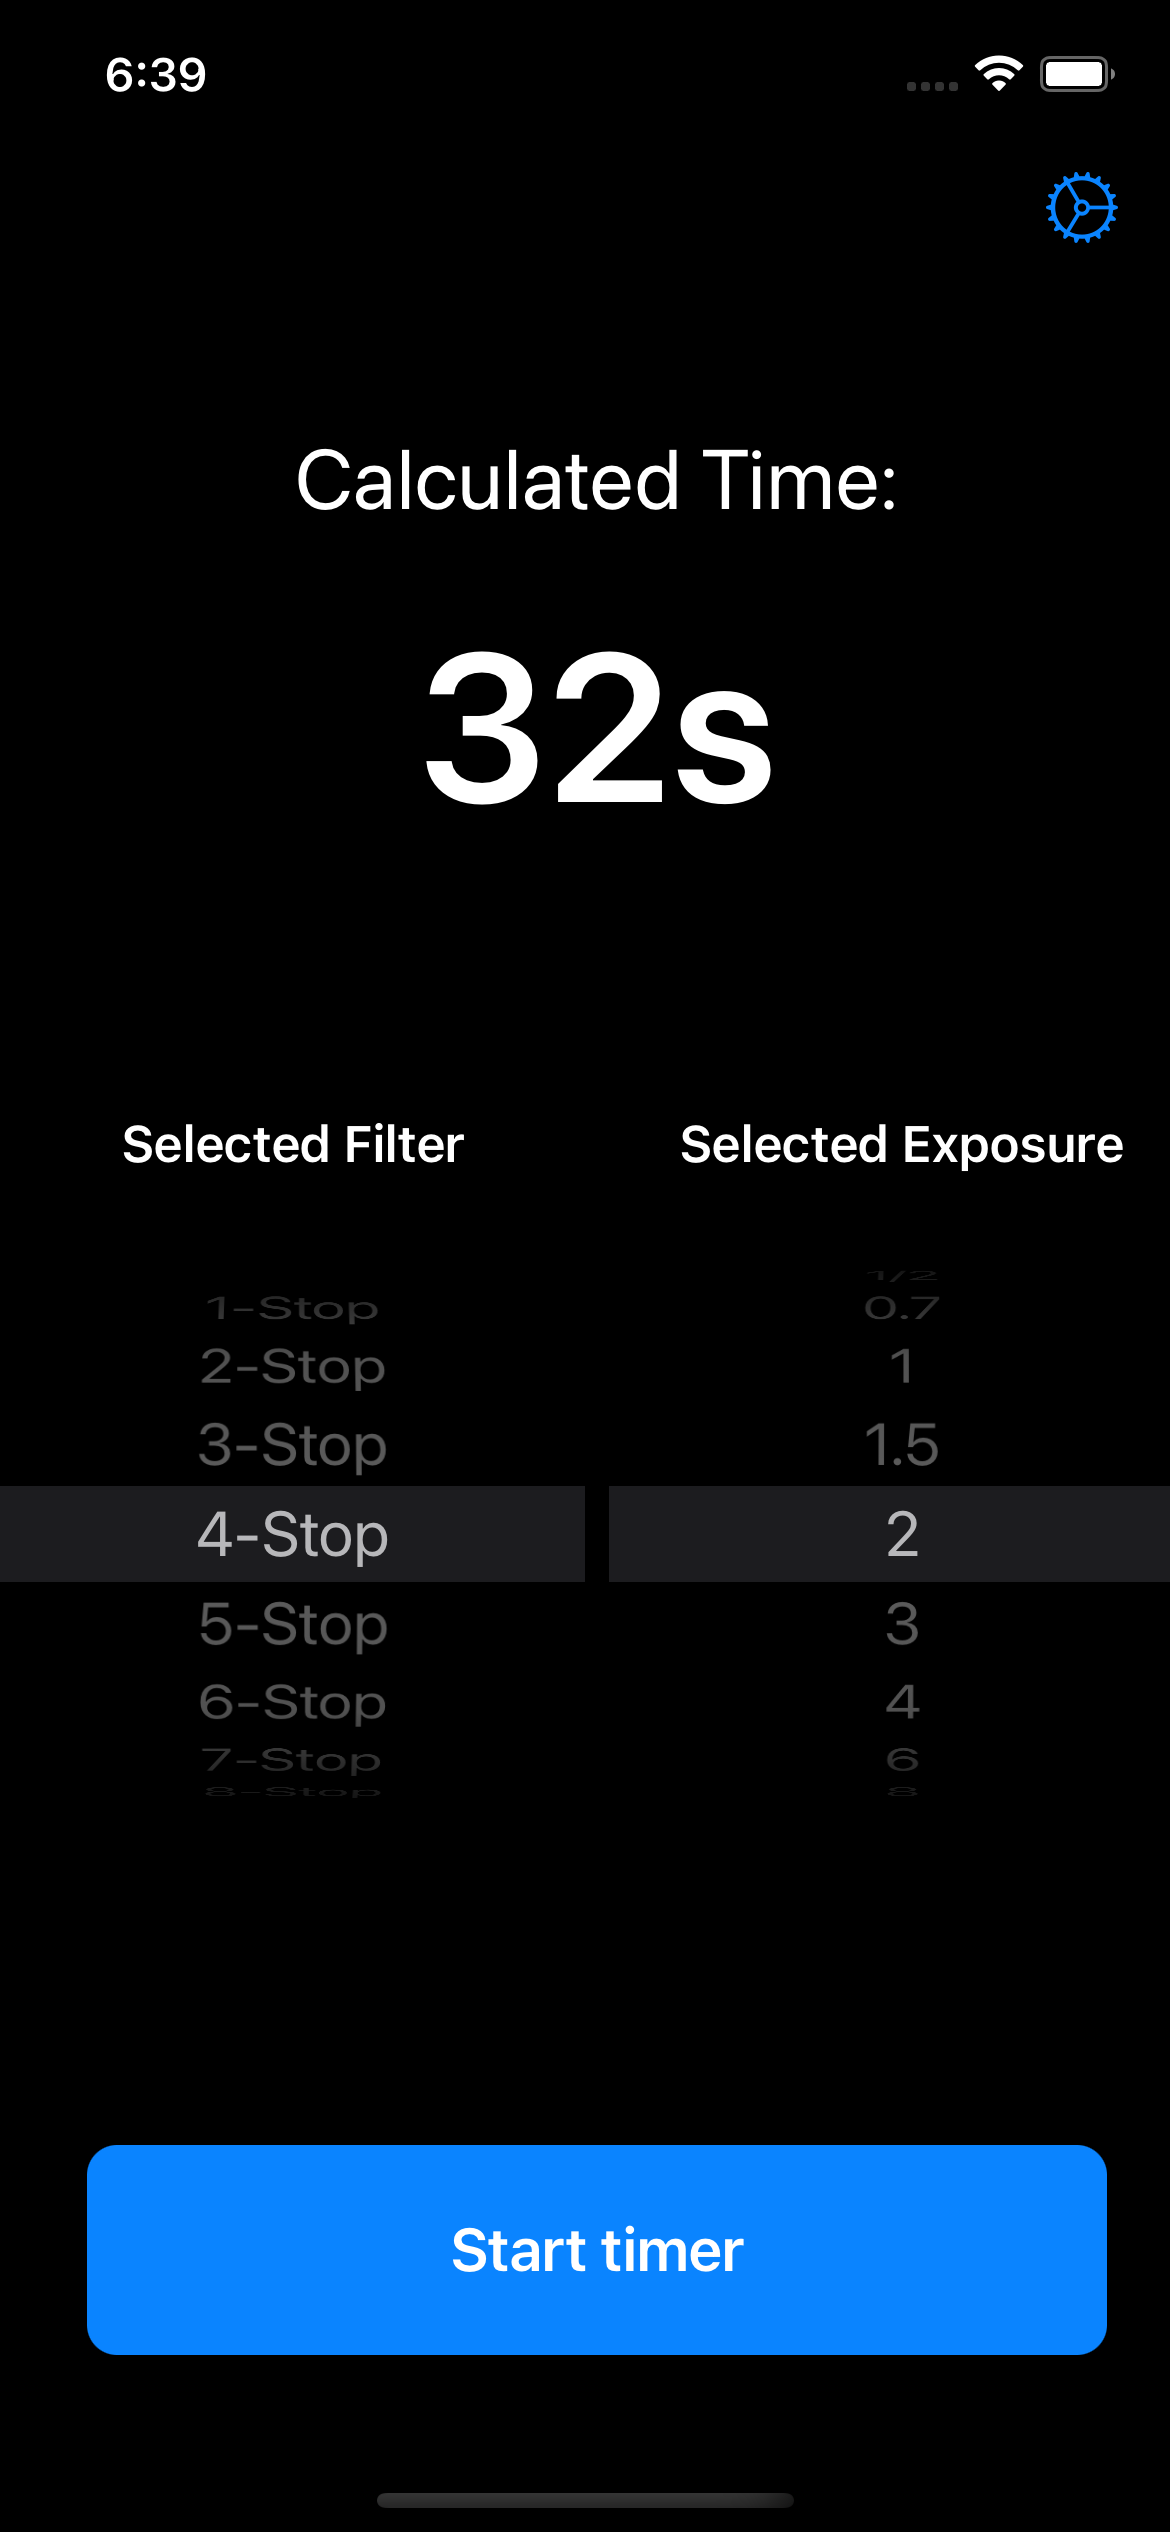 6:39
Calculated Time:
32s
Selected Filter
Selected Exposure
1/2
1-Stop
0.7
2-Stop
1
3-Stop
1.5
4-Stop
2
5-Stop
3
6-Stop
4
7-Stop
6
8-Stop
8
Start timer